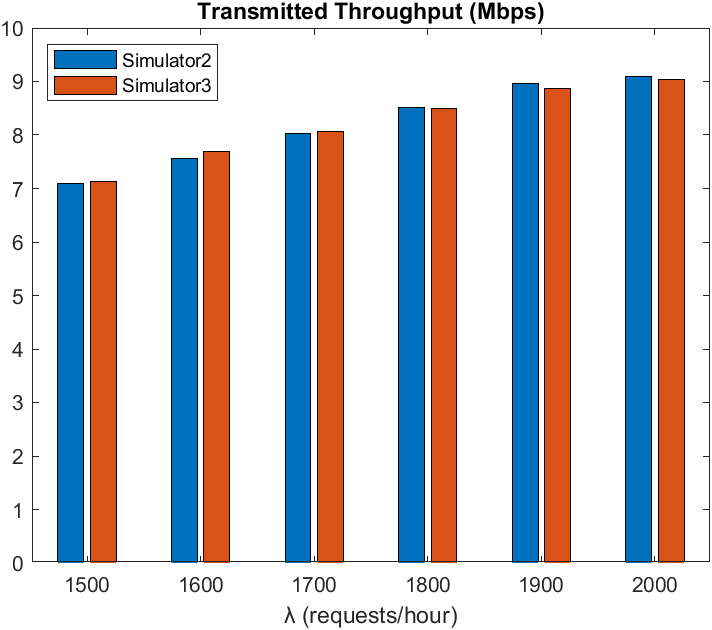 Transmitted Throughput (Mbps)
10
9
8
7
6
5
4
3
2
1
0
Simulator2
Simulator3
1500 1600 1700 1800 1900 2000
λ (requests/hour)